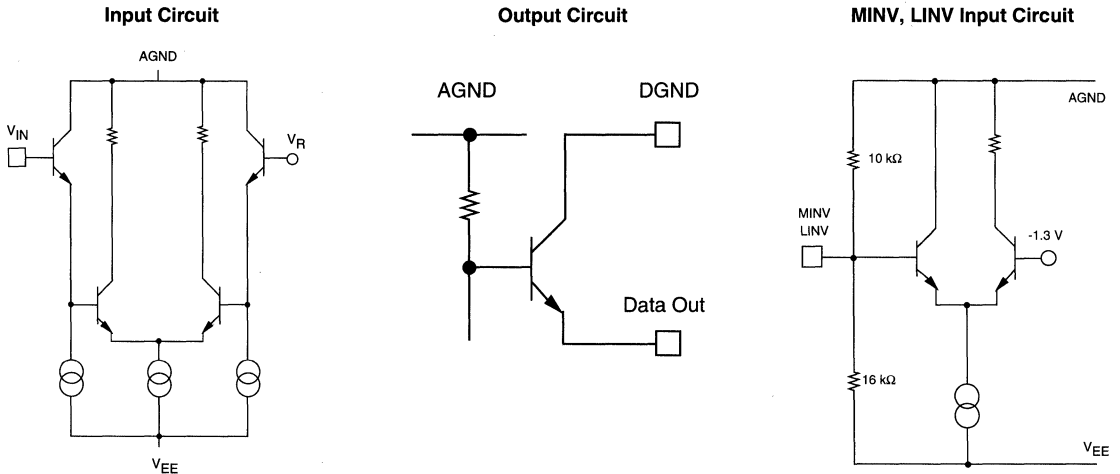 Input Circuit
AGND
V_IN
V_R
V_EE
Output Circuit
AGND
DGND
Data Out
MINV, LINV Input Circuit
AGND
10 kΩ
MINV
LINV
-1.3 V
16 kΩ
V_EE